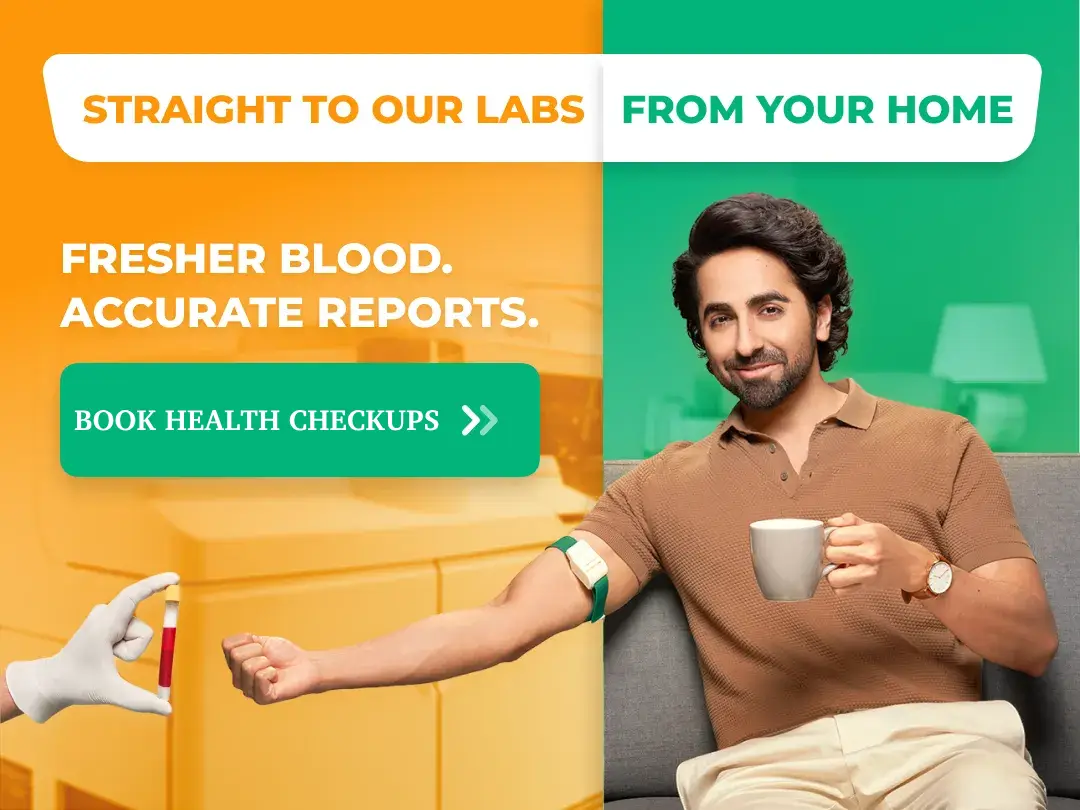 STRAIGHT TO OUR LABS FROM YOUR HOME
FRESHER BLOOD.
ACCURATE REPORTS.
BOOK HEALTH CHECKUPS